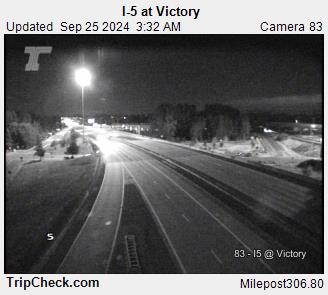 I-5 at Victory
Updated  Sep 25 2024  3:32 AM
Camera 83
T
S
83 - I5 @ Victory
TripCheck.com
Milepost306.80